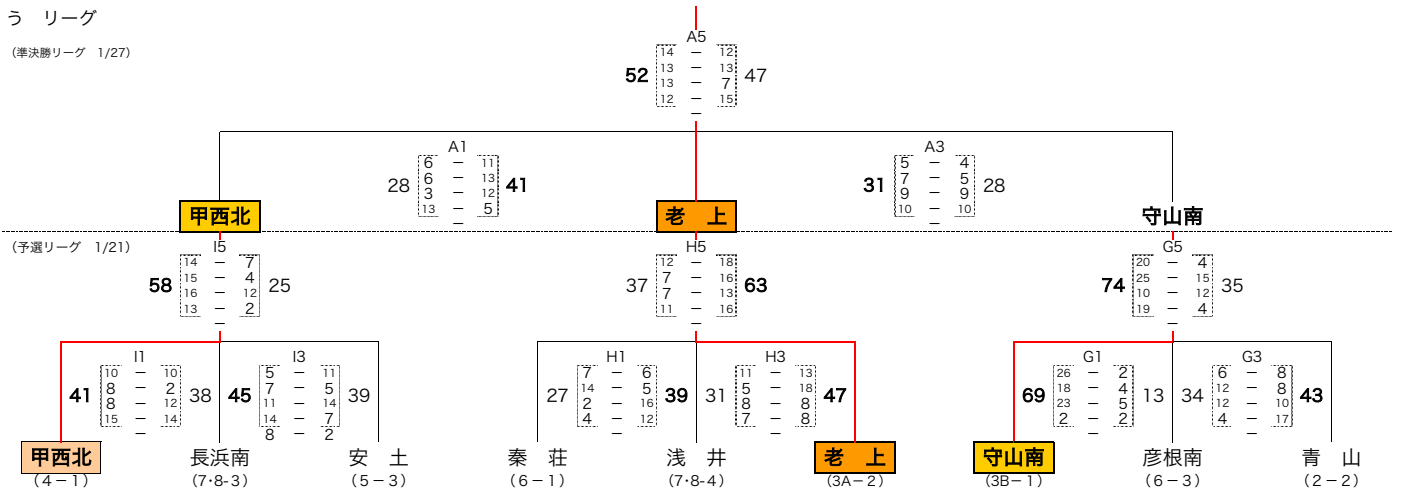 う　リーグ
（準決勝リーグ　1/27）
A5
14 － 12
13 － 13
52 47
13 － 7
12 － 15
－
A1 A3
6 － 11 5 － 4
6 － 13 7 － 5
28 41 31 28
3 － 12 9 － 9
13 － 5 10 － 10
－ －
甲西北 老　上 守山南
（予選リーグ　1/21）
I5 H5 G5
14 － 7 12 － 18 20 － 4
15 － 4 7 － 16 25 － 15
58 25 37 63 74 35
16 － 12 7 － 13 10 － 12
13 － 2 11 － 16 19 － 4
－ － －
I1 I3 H1 H3 G1 G3
10 － 10 5 － 11 7 － 6 11 － 13 26 － 2 6 － 8
8 － 2 7 － 5 14 － 5 5 － 18 18 － 4 12 － 8
41 38 45 39 27 39 31 47 69 13 34 43
8 － 12 11 － 14 2 － 16 8 － 8 23 － 5 12 － 10
15 － 14 14 － 7 4 － 12 8 － 8 2 － 2 4 － 17
－ 8 － 2 － － － －
甲西北 長浜南 安　土 秦　荘 浅　井 老　上 守山南 彦根南 青　山
（4－1） （7・8-3） （5－3） （6－1） （7・8-4） （3A－2） （3B－1） （6－3） （2－2）